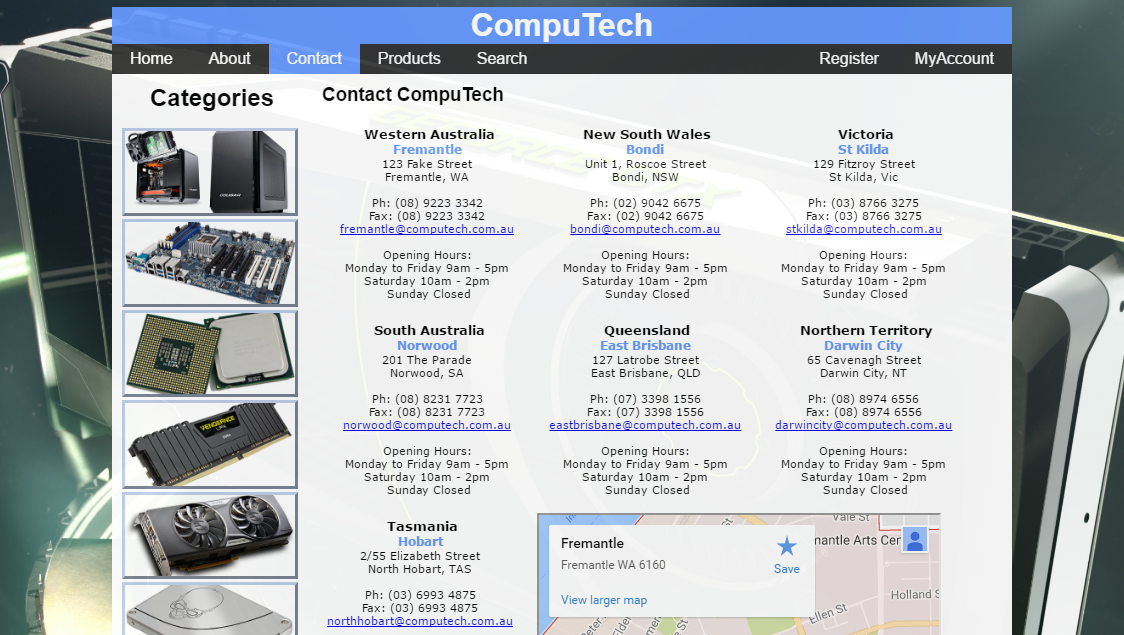 CompuTech
Home About Contact Products Search Register MyAccount
Categories
COUGAR
VENGEANCE
LPX
Contact CompuTech
Western Australia
Fremantle
123 Fake Street
Fremantle, WA
Ph: (08) 9223 3342
Fax: (08) 9223 3342
fremantle@computech.com.au
Opening Hours:
Monday to Friday 9am - 5pm
Saturday 10am - 2pm
Sunday Closed
New South Wales
Bondi
Unit 1, Roscoe Street
Bondi, NSW
Ph: (02) 9042 6675
Fax: (02) 9042 6675
bondi@computech.com.au
Opening Hours:
Monday to Friday 9am - 5pm
Saturday 10am - 2pm
Sunday Closed
Victoria
St Kilda
129 Fitzroy Street
St Kilda, Vic
Ph: (03) 8766 3275
Fax: (03) 8766 3275
stkilda@computech.com.au
Opening Hours:
Monday to Friday 9am - 5pm
Saturday 10am - 2pm
Sunday Closed
South Australia
Norwood
201 The Parade
Norwood, SA
Ph: (08) 8231 7723
Fax: (08) 8231 7723
norwood@computech.com.au
Opening Hours:
Monday to Friday 9am - 5pm
Saturday 10am - 2pm
Sunday Closed
Queensland
East Brisbane
127 Latrobe Street
East Brisbane, QLD
Ph: (07) 3398 1556
Fax: (07) 3398 1556
eastbrisbane@computech.com.au
Opening Hours:
Monday to Friday 9am - 5pm
Saturday 10am - 2pm
Sunday Closed
Northern Territory
Darwin City
65 Cavenagh Street
Darwin City, NT
Ph: (08) 8974 6556
Fax: (08) 8974 6556
darwincity@computech.com.au
Opening Hours:
Monday to Friday 9am - 5pm
Saturday 10am - 2pm
Sunday Closed
Tasmania
Hobart
2/55 Elizabeth Street
North Hobart, TAS
Ph: (03) 6993 4875
Fax: (03) 6993 4875
northhobart@computech.com.au
Fremantle
Fremantle WA 6160
Save
View larger map
Vale St
mantle Arts Cen
Holland S
Ellen St